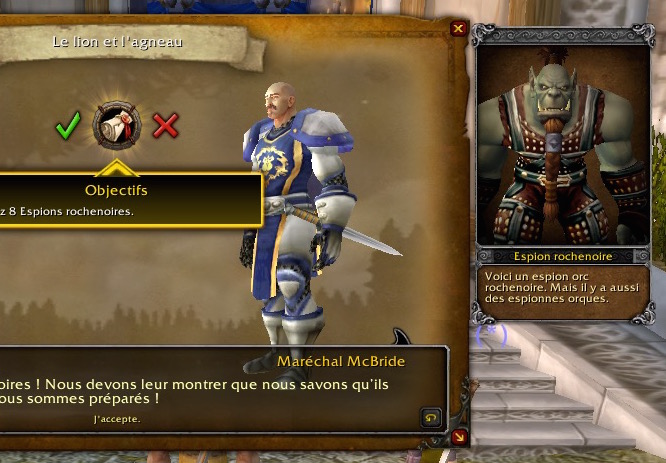 Le lion et l'agneau
Objectifs
z 8 Espions rochenoires.
Espion rochenoire
Voici un espion orc
rochenoire. Mais il y a aussi
des espionnes orques.
Maréchal McBride
oires ! Nous devons leur montrer que nous savons qu'ils
ous sommes préparés !
J'accepte.